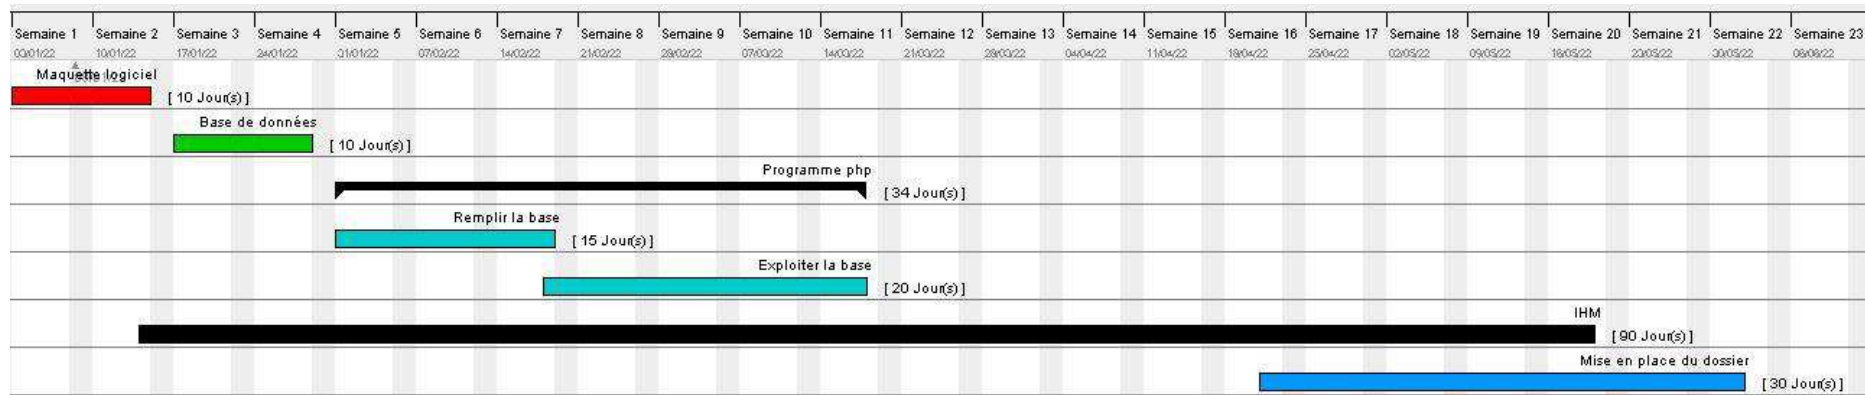 Semaine 1 Semaine 2 Semaine 3 Semaine 4 Semaine 5 Semaine 6 Semaine 7 Semaine 8 Semaine 9 Semaine 10 Semaine 11 Semaine 12 Semaine 13 Semaine 14 Semaine 15 Semaine 16 Semaine 17 Semaine 18 Semaine 19 Semaine 20 Semaine 21 Semaine 22 Semaine 23
03/01/22 10/01/22 17/01/22 24/01/22 31/01/22 07/02/22 14/02/22 21/02/22 28/02/22 07/03/22 14/03/22 21/03/22 28/03/22 04/04/22 11/04/22 18/04/22 25/04/22 02/05/22 09/05/22 16/05/22 23/05/22 30/05/22 06/06/22
Maquette logiciel
[ 10 Jour(s) ]
Base de données
[ 10 Jour(s) ]
Programme php
[ 34 Jour(s) ]
Remplir la base
[ 15 Jour(s) ]
Exploiter la base
[ 20 Jour(s) ]
IHM
[ 90 Jour(s) ]
Mise en place du dossier
[ 30 Jour(s) ]